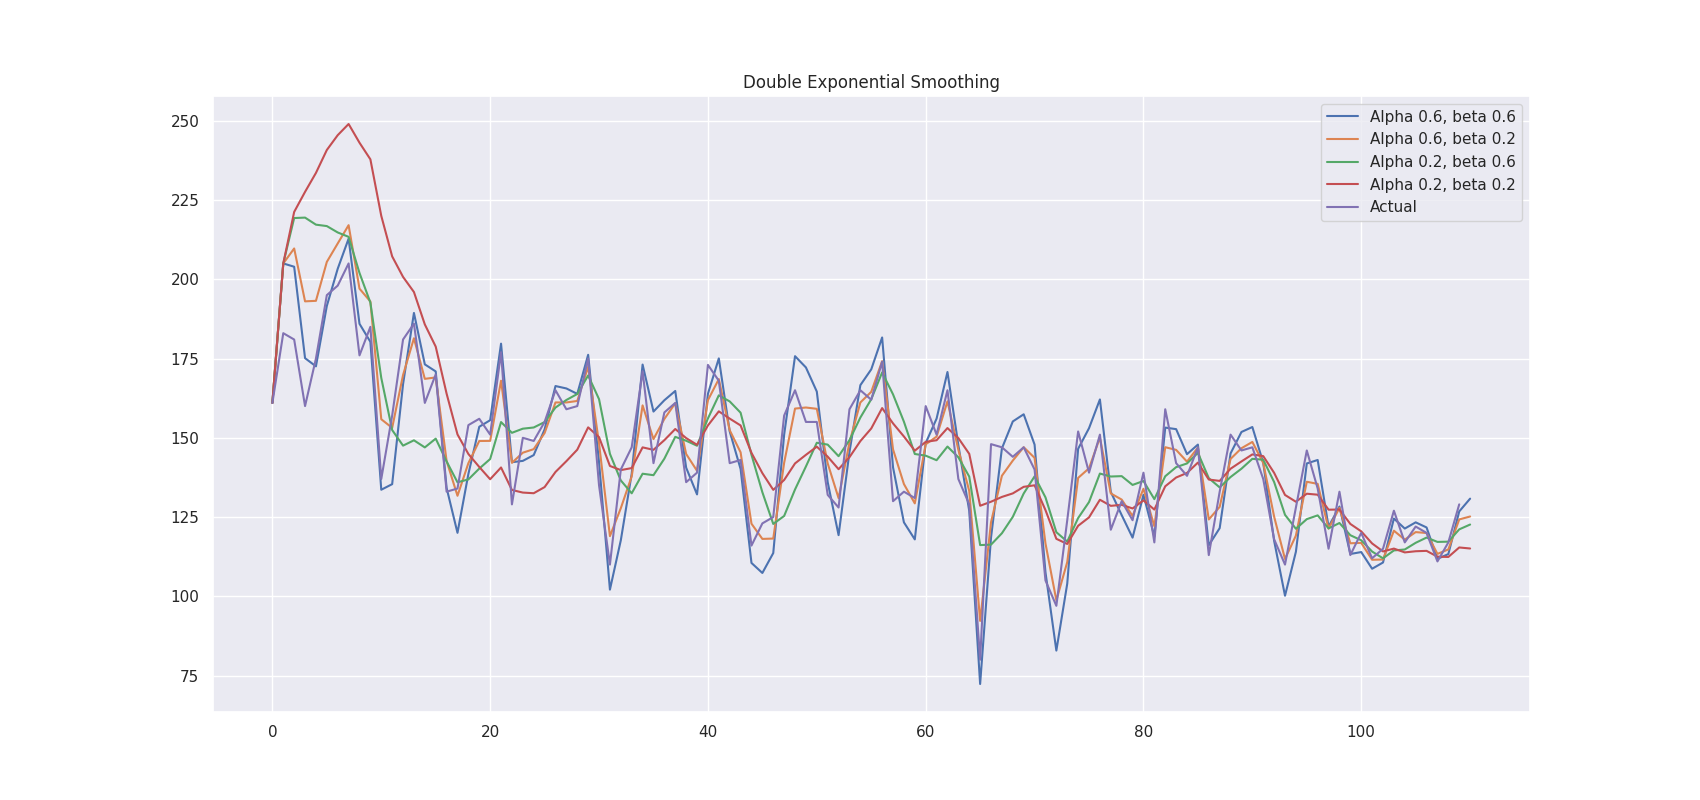 Double Exponential Smoothing
250
225
200
175
150
125
100
75
0 20 40 60 80 100
Alpha 0.6, beta 0.6
Alpha 0.6, beta 0.2
Alpha 0.2, beta 0.6
Alpha 0.2, beta 0.2
Actual